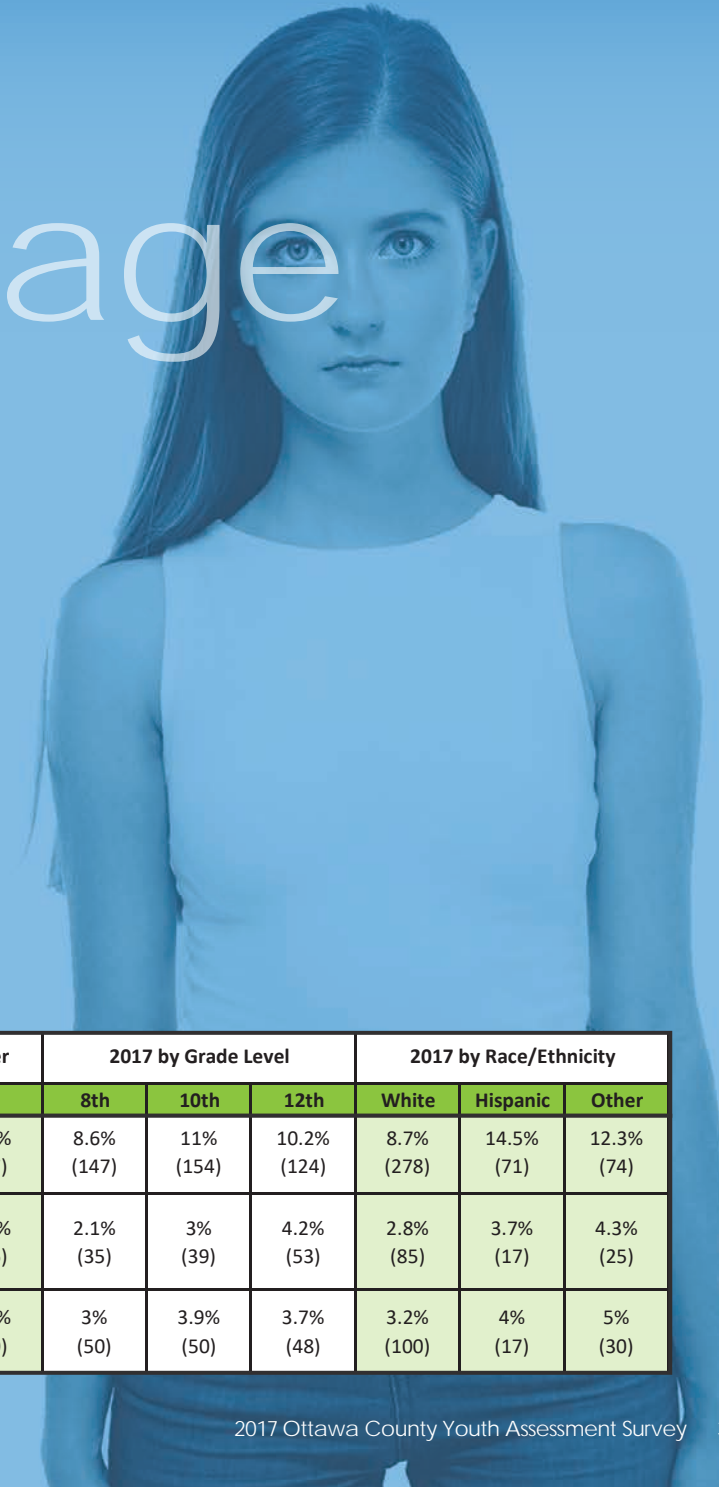 age
er 2017 by Grade Level 2017 by Race/Ethnicity
8th 10th 12th White Hispanic Other
% 8.6% 11% 10.2% 8.7% 14.5% 12.3%
) (147) (154) (124) (278) (71) (74)
% 2.1% 3% 4.2% 2.8% 3.7% 4.3%
) (35) (39) (53) (85) (17) (25)
% 3% 3.9% 3.7% 3.2% 4% 5%
) (50) (50) (48) (100) (17) (30)
2017 Ottawa County Youth Assessment Survey